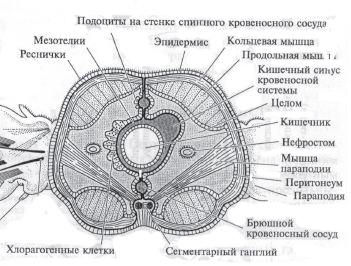 Подоциты на стенке спинного кровеносного сосуда
Мезотелии
Эпидермис
Кольцевая мышца
Реснички
Продольная
Кишечный синус
кровеносной
системы
Целом
Кишечник
Нефростом
Мышца
параподии
Перитонеум
Параподия
Брюшной
кровеносный сосуд
Хлорагогенные клетки
Сегментарный ганглий